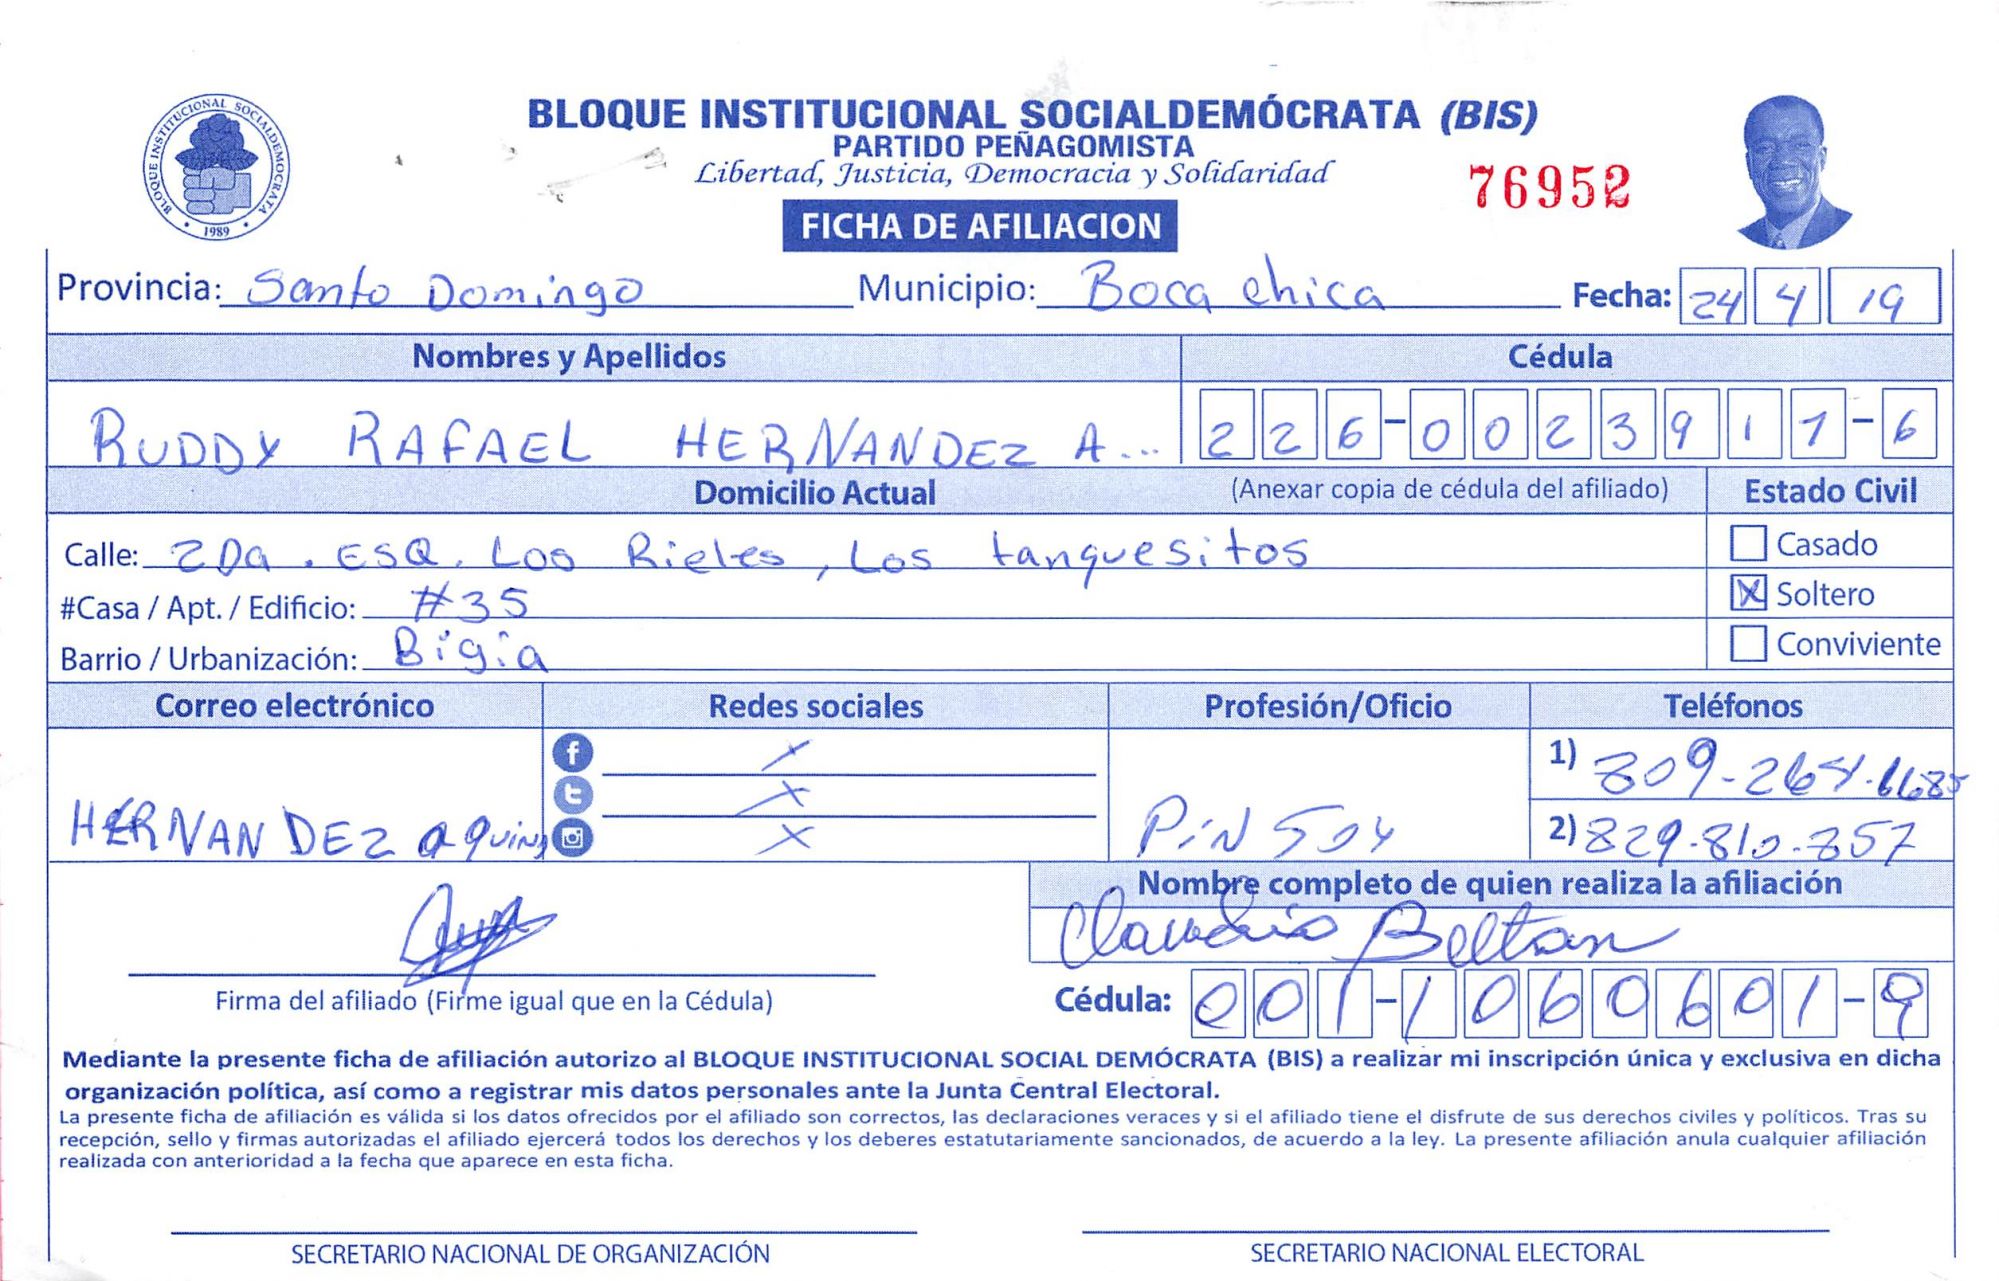 BLOQUE INSTITUCIONAL SOCIALDEMÓCRATA (BIS)
PARTIDO PEÑAGOMISTA
Libertad, Justicia, Democracia y Solidaridad
76952
FICHA DE AFILIACION
BLOQUE INSTITUCIONAL SOCIALDEMOCRATA
• 1989 •
Provincia: Santo Domingo Municipio: Boca chica Fecha: 24 4 19
Nombres y Apellidos Cédula
RUDDY RAFAEL HERNANDEZ A... 226-0023917-6
Domicilio Actual (Anexar copia de cédula del afiliado) Estado Civil
Calle: 2Da. ESQ. Los Rieles, Los tanquesitos Casado
#Casa / Apt. / Edificio: #35 X Soltero
Barrio / Urbanización: Bigia Conviviente
Correo electrónico Redes sociales Profesión/Oficio Teléfonos
HERNANDEZ aquino X X X PiN504 1)
2) 829-810-857
Nombre completo de quien realiza la afiliación
Claudio Beltan
Firma del afiliado (Firme igual que en la Cédula) Cédula: 001-1060601-9
Mediante la presente ficha de afiliación autorizo al BLOQUE INSTITUCIONAL SOCIAL DEMÓCRATA (BIS) a realizar mi inscripción única y exclusiva en dicha
organización política, así como a registrar mis datos personales ante la Junta Central Electoral.
La presente ficha de afiliación es válida si los datos ofrecidos por el afiliado son correctos, las declaraciones veraces y si el afiliado tiene el disfrute de sus derechos civiles y políticos. Tras su
recepción, sello y firmas autorizadas el afiliado ejercerá todos los derechos y los deberes estatutariamente sancionados, de acuerdo a la ley. La presente afiliación anula cualquier afiliación
realizada con anterioridad a la fecha que aparece en esta ficha.
SECRETARIO NACIONAL DE ORGANIZACIÓN SECRETARIO NACIONAL ELECTORAL